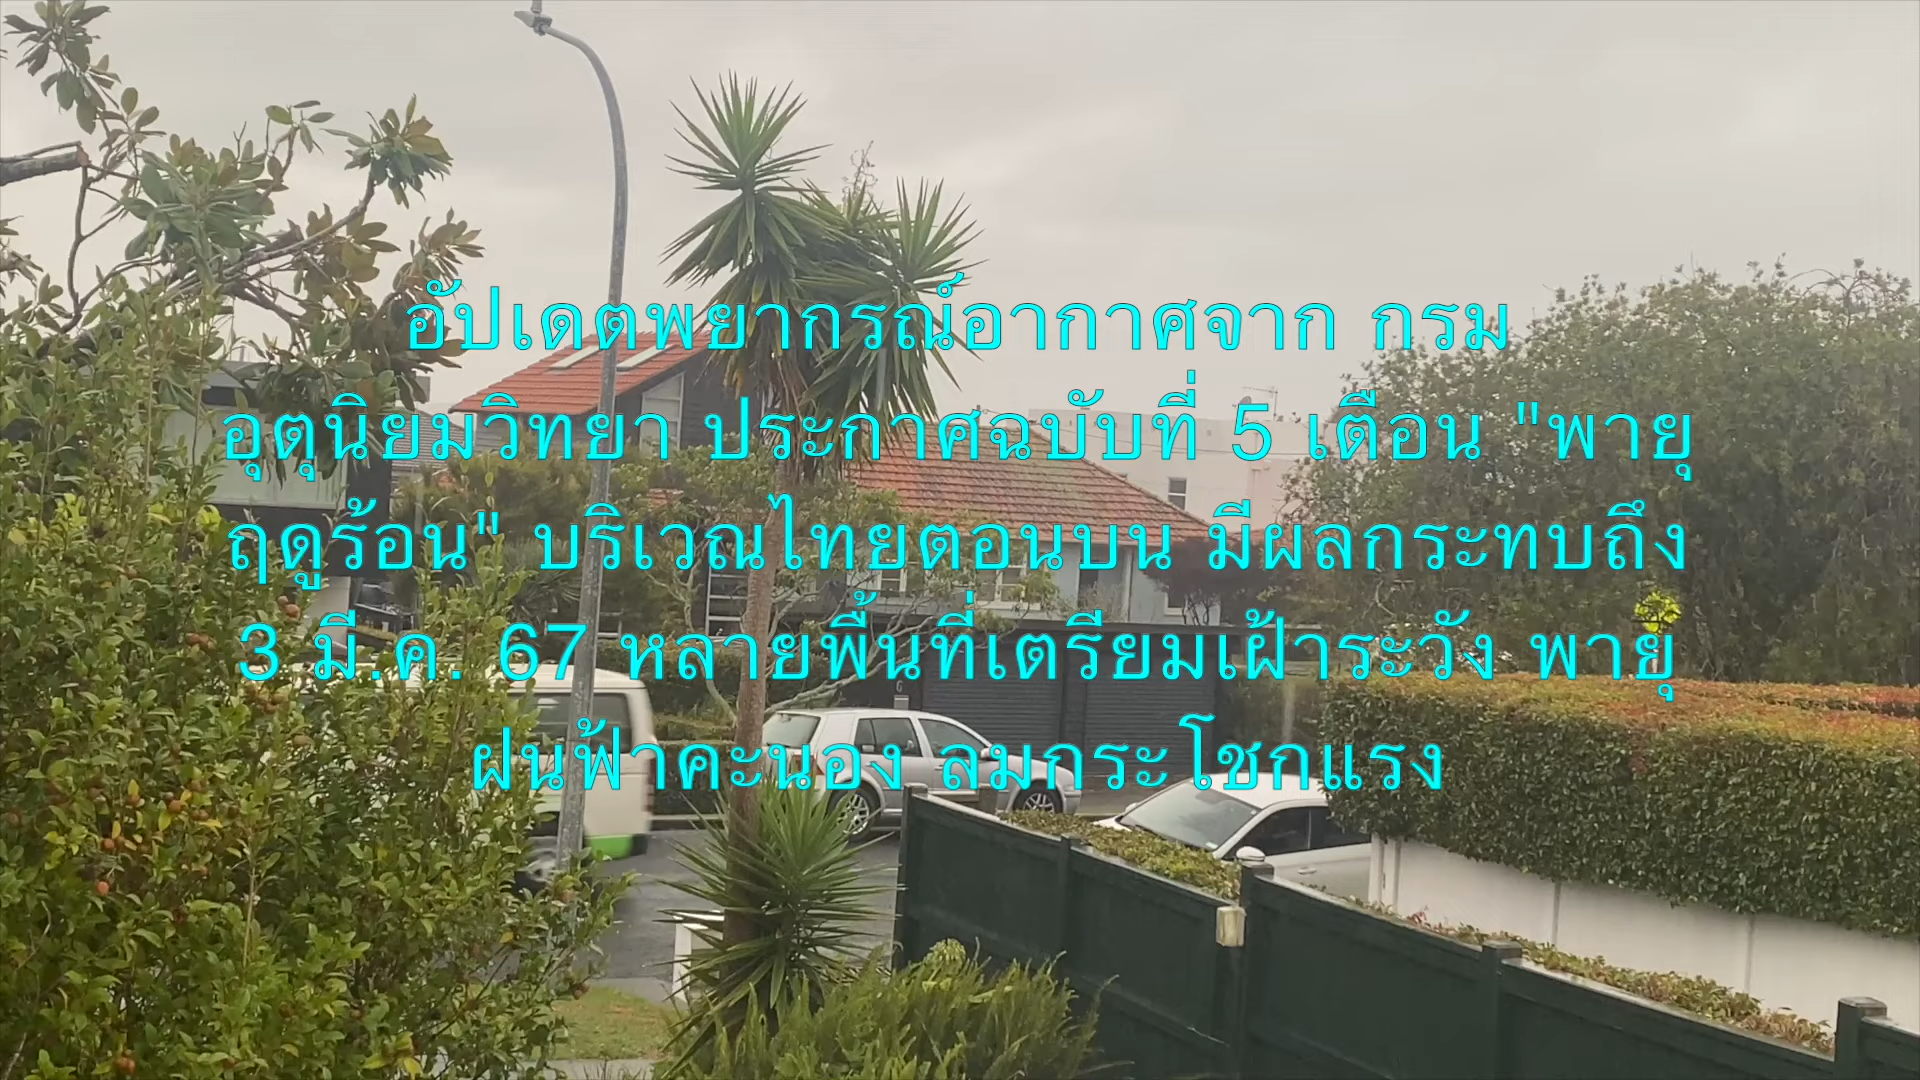 อัปเดตพยากรณ์อากาศจาก กรม
อุตุนิยมวิทยา ประกาศฉบับที่ 5 เตือน "พายุ
ฤดูร้อน" บริเวณไทยตอนบน มีผลกระทบถึง
3 มี.ค. 67 หลายพื้นที่เตรียมเฝ้าระวัง พายุ
ฝนฟ้าคะนอง ลมกระโชกแรง